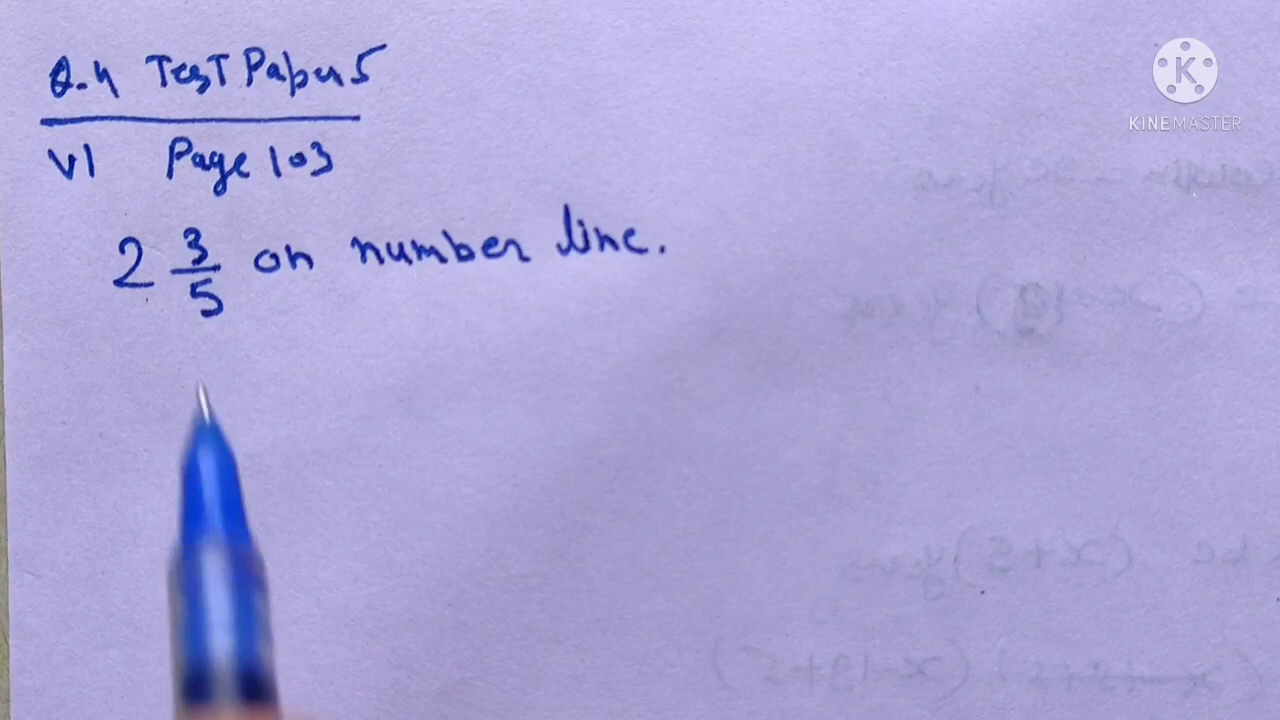 Q.4 Test Paper 5
VI Page 103
2 3/5 on number line.
K
KINEMASTER